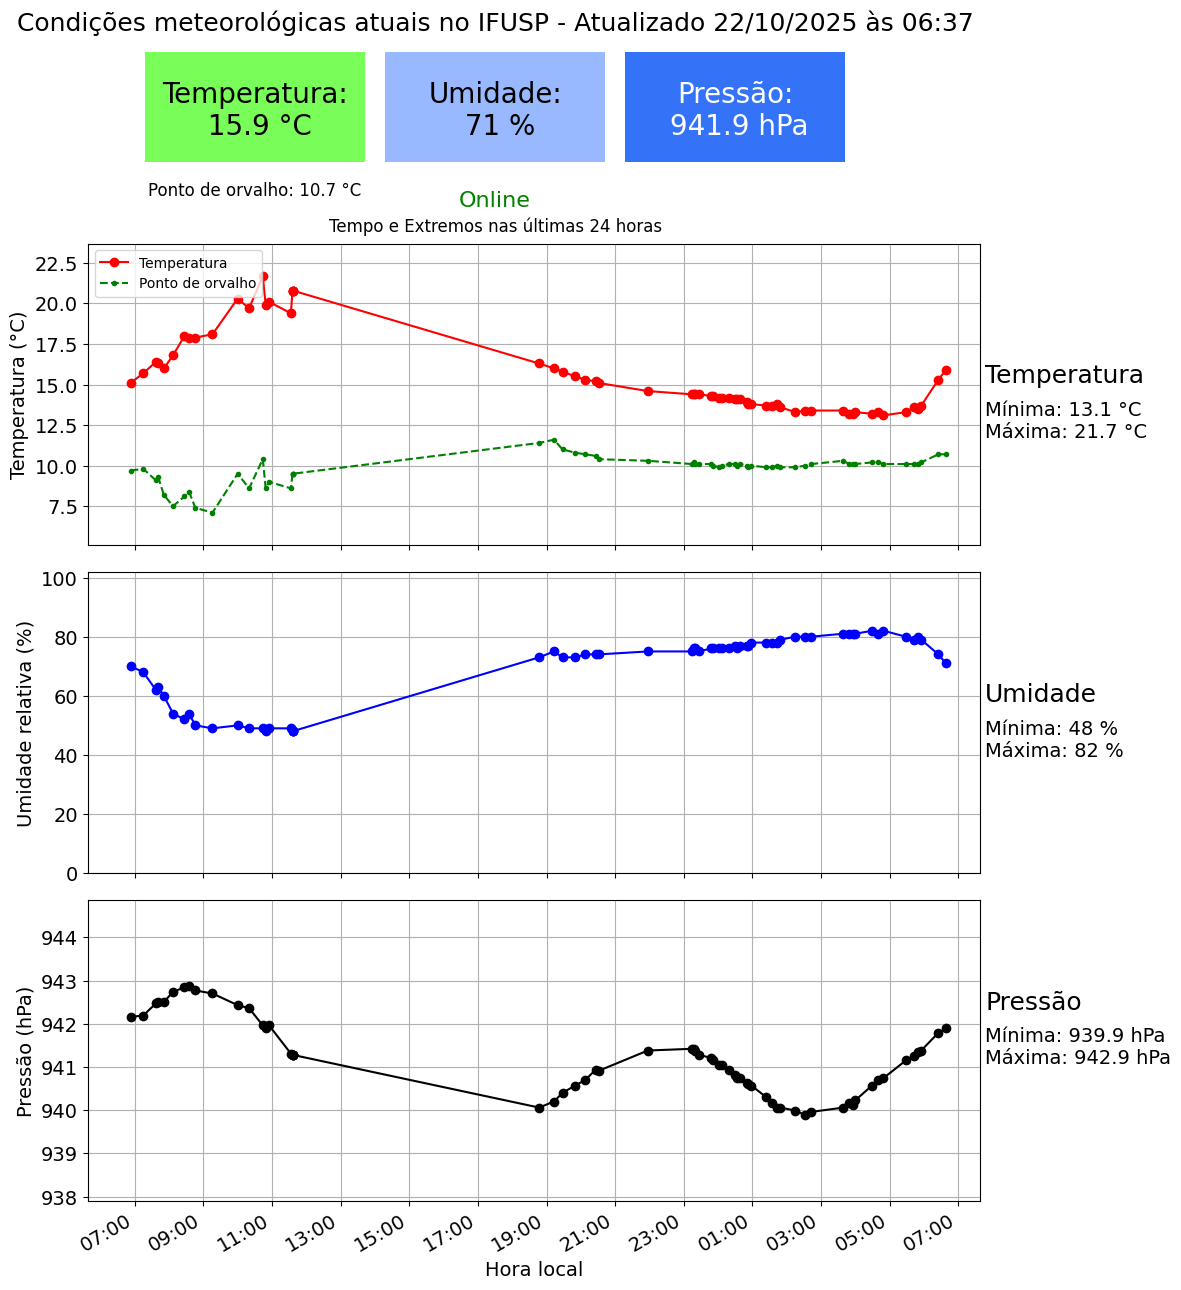 Condições meteorológicas atuais no IFUSP - Atualizado 22/10/2025 às 06:37
Temperatura:
15.9 °C
Umidade:
71 %
Pressão:
941.9 hPa
Ponto de orvalho: 10.7 °C
Online
Tempo e Extremos nas últimas 24 horas
Temperatura
Ponto de orvalho
Temperatura (°C)
22.5
20.0
17.5
15.0
12.5
10.0
7.5
Temperatura
Mínima: 13.1 °C
Máxima: 21.7 °C
Umidade relativa (%)
100
80
60
40
20
0
Umidade
Mínima: 48 %
Máxima: 82 %
Pressão (hPa)
944
943
942
941
940
939
938
Pressão
Mínima: 939.9 hPa
Máxima: 942.9 hPa
07:00 09:00 11:00 13:00 15:00 17:00 19:00 21:00 23:00 01:00 03:00 05:00 07:00
Hora local